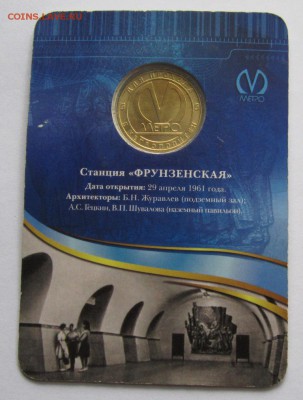 COINS.LAVE.RU
МЕТРО
МЕТРО
Станция «ФРУНЗЕНСКАЯ»
Дата открытия: 29 апреля 1961 года.
Архитекторы: Б.Н. Журавлев (подземный зал);
А.С. Гецкин, В.П. Шувалова (наземный павильон).